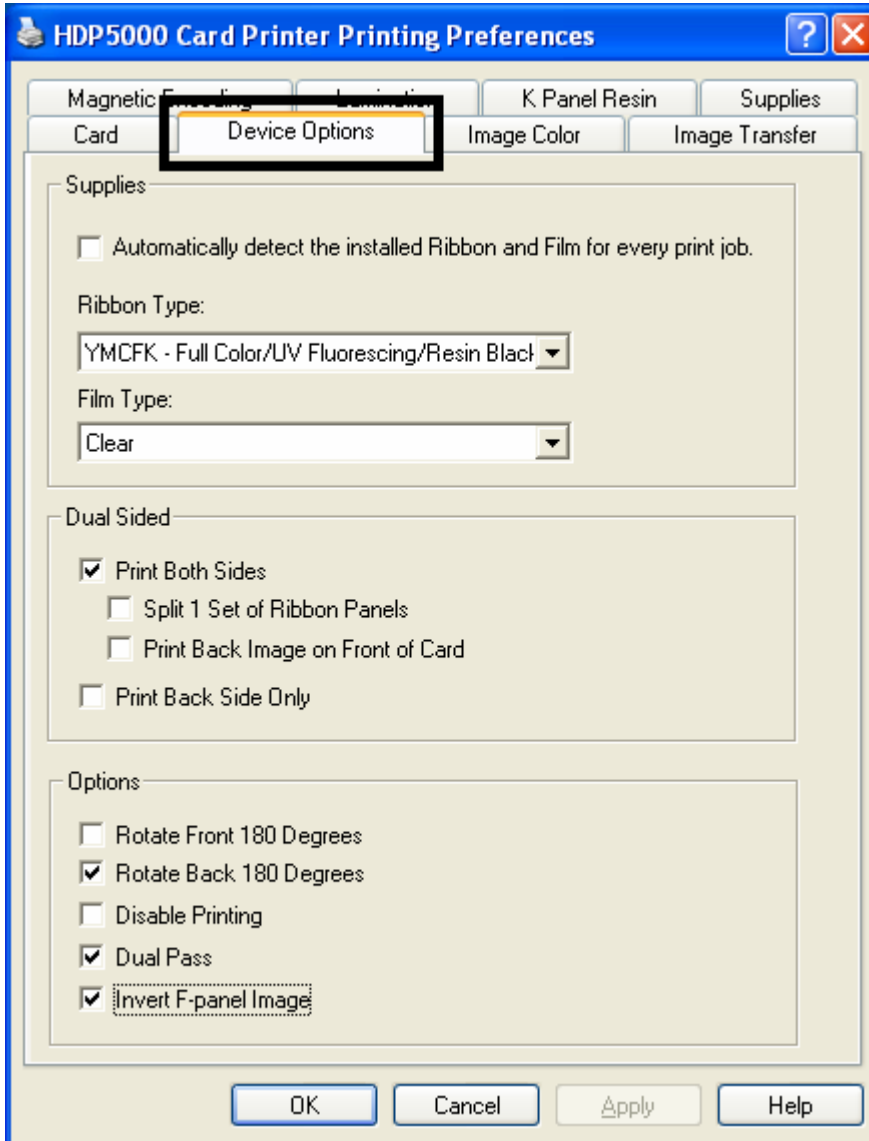 HDP5000 Card Printer Printing Preferences
Magnetic Encoding Lamination K Panel Resin Supplies
Card Device Options Image Color Image Transfer
Supplies
Automatically detect the installed Ribbon and Film for every print job.
Ribbon Type:
YMCFK - Full Color/UV Fluorescing/Resin Black
Film Type:
Clear
Dual Sided
Print Both Sides
Split 1 Set of Ribbon Panels
Print Back Image on Front of Card
Print Back Side Only
Options
Rotate Front 180 Degrees
Rotate Back 180 Degrees
Disable Printing
Dual Pass
Invert F-panel Image
OK Cancel Apply Help